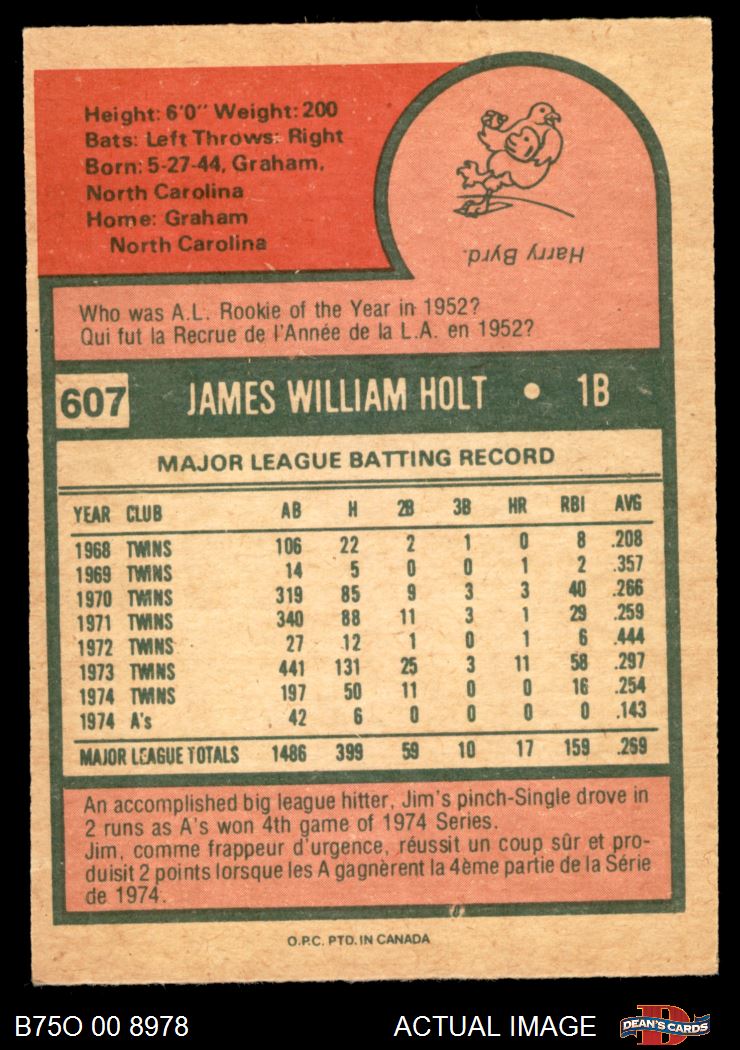 Height: 6'0" Weight: 200
Bats: Left Throws: Right
Born: 5-27-44, Graham,
North Carolina
Home: Graham
North Carolina
Harry Byrd.
Who was A.L. Rookie of the Year in 1952?
Qui fut la Recrue de l'Année de la L.A. en 1952?
607 JAMES WILLIAM HOLT • 1B
MAJOR LEAGUE BATTING RECORD
YEAR CLUB AB H 2B 3B HR RBI AVG
1968 TWINS 106 22 2 1 0 8 .208
1969 TWINS 14 5 0 0 1 2 .357
1970 TWINS 319 85 9 3 3 40 .266
1971 TWINS 340 88 11 3 1 29 .259
1972 TWINS 27 12 1 0 1 6 .444
1973 TWINS 441 131 25 3 11 58 .297
1974 TWINS 197 50 11 0 0 16 .254
1974 A's 42 6 0 0 0 0 .143
MAJOR LEAGUE TOTALS 1486 399 59 10 17 159 .269
An accomplished big league hitter, Jim's pinch-Single drove in
2 runs as A's won 4th game of 1974 Series.
Jim, comme frappeur d'urgence, réussit un coup sûr et pro-
duisit 2 points lorsque les A gagnèrent la 4ème partie de la Série
de 1974.
O.P.C. PTD. IN CANADA
B75O 00 8978 ACTUAL IMAGE D DEAN'S CARDS